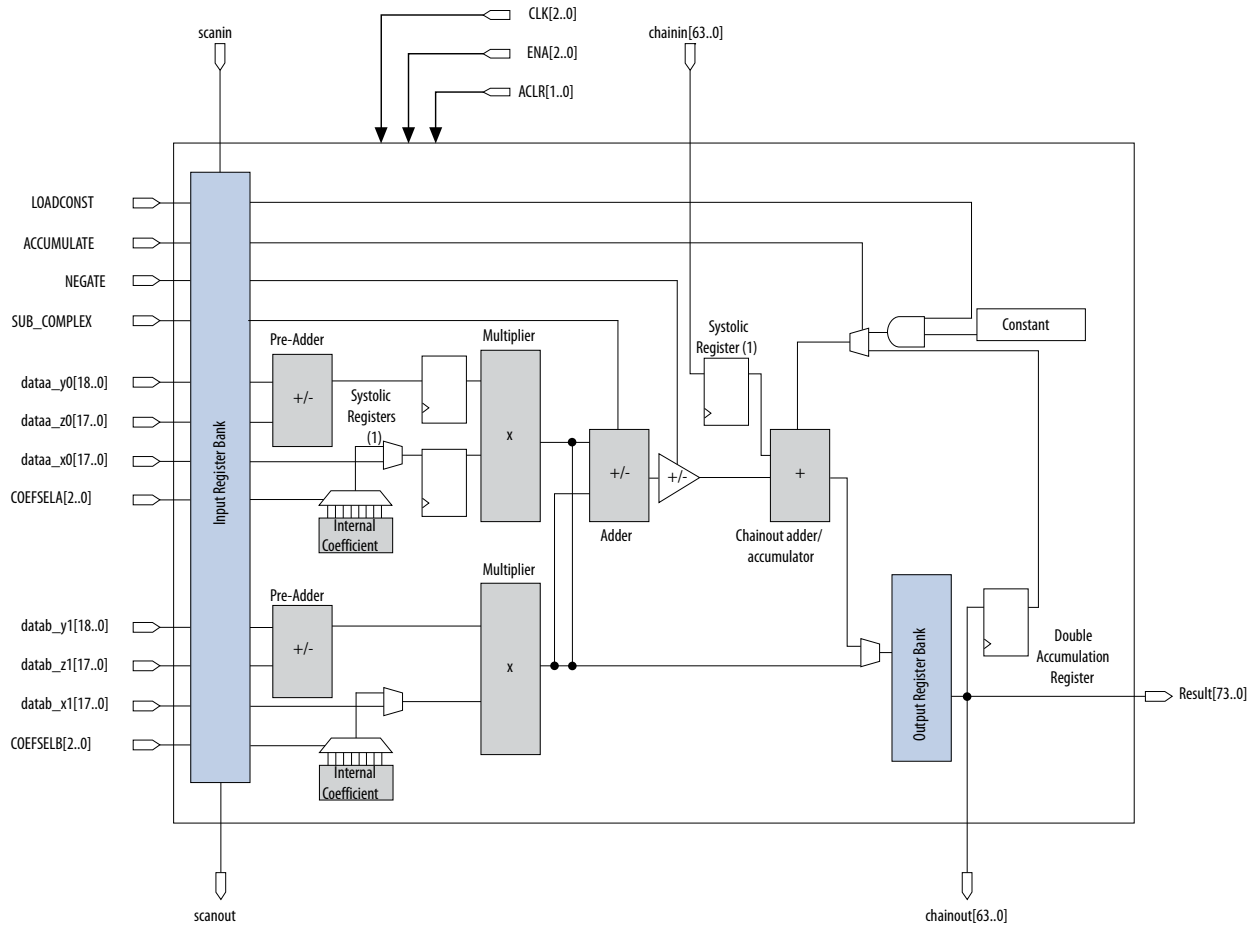 CLK[2..0]
scanin
chainin[63..0]
ENA[2..0]
ACLR[1..0]
LOADCONST
ACCUMULATE
NEGATE
SUB_COMPLEX
dataa_y0[18..0]
dataa_z0[17..0]
dataa_x0[17..0]
COEFSELA[2..0]
datab_y1[18..0]
datab_z1[17..0]
datab_x1[17..0]
COEFSELB[2..0]
Input Register Bank
Pre-Adder
+/-
Systolic
Registers
(1)
Internal
Coefficient
Multiplier
x
Pre-Adder
+/-
Internal
Coefficient
Multiplier
x
+/-
Adder
+/-
Systolic
Register (1)
+
Chainout adder/
accumulator
Constant
Output Register Bank
Double
Accumulation
Register
Result[73..0]
scanout
chainout[63..0]